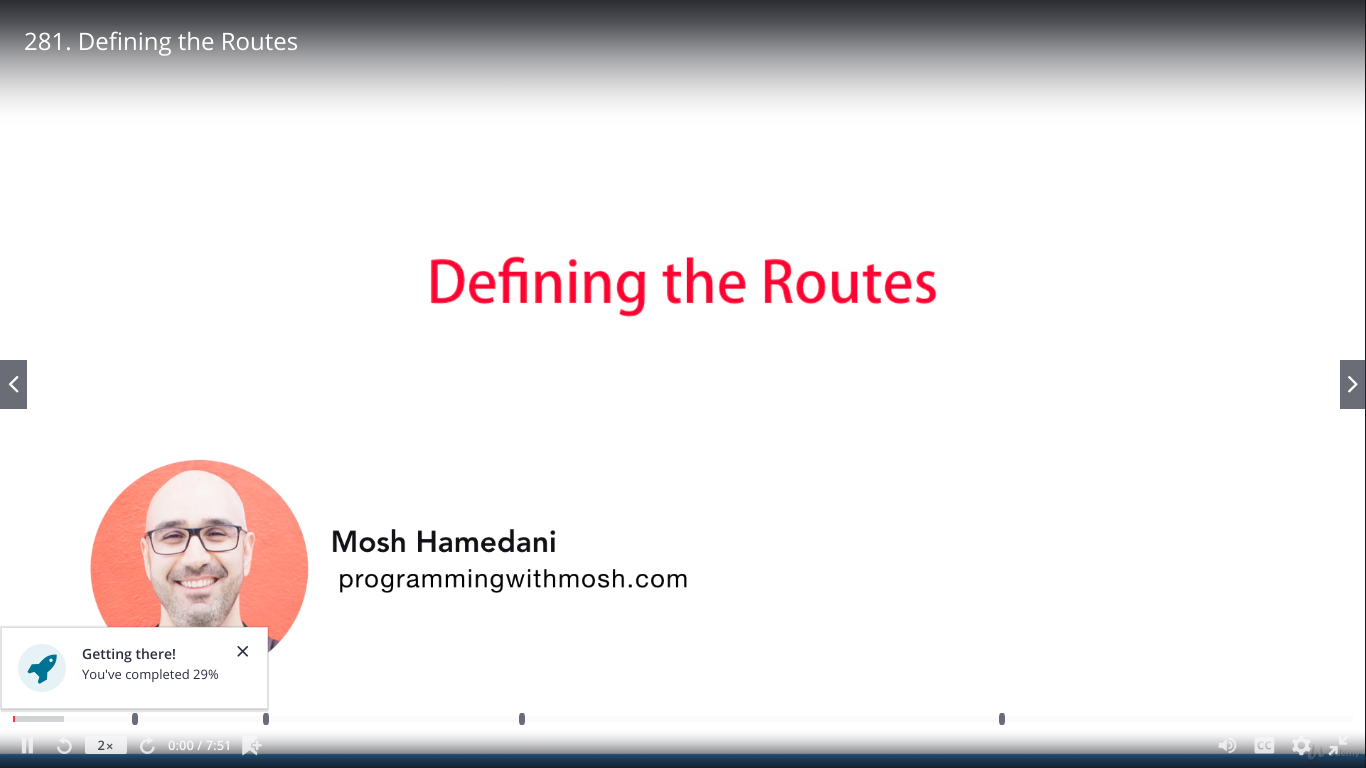 281. Defining the Routes
Defining the Routes
Mosh Hamedani
programmingwithmosh.com
Getting there!
You've completed 29%
2×
0:00 / 7:51
CC